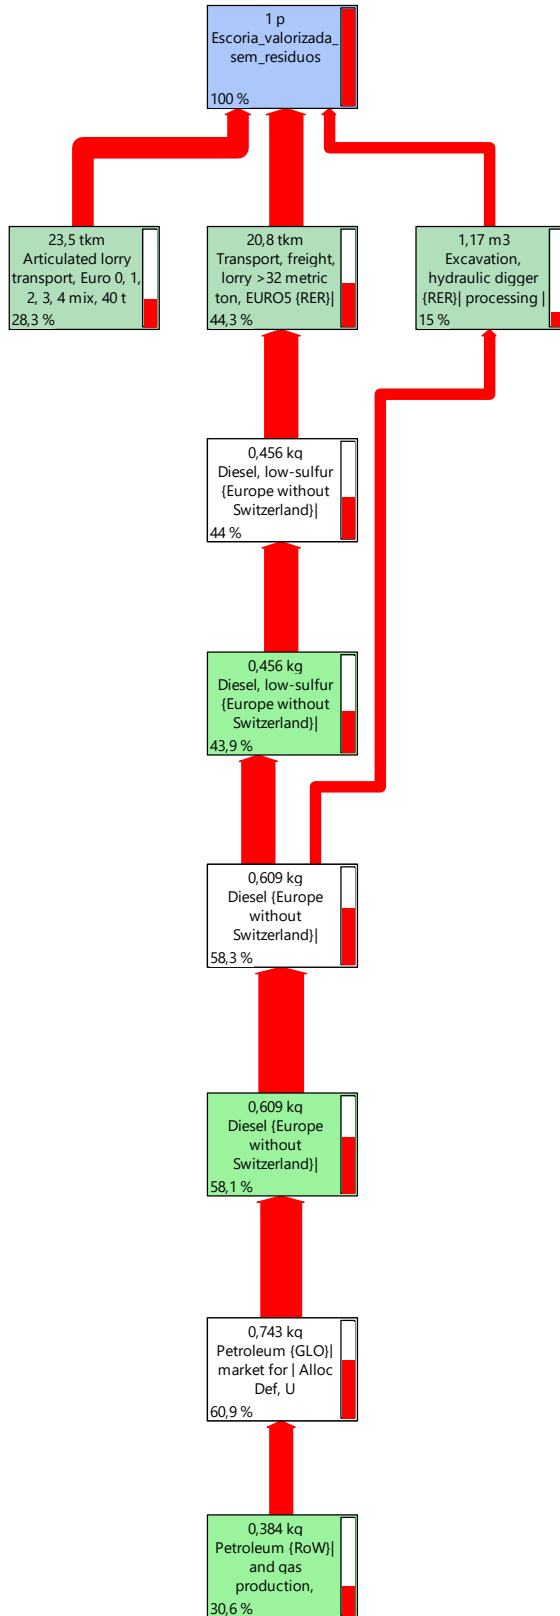 1 p
Escoria_valorizada_
sem_residuos
100 %
23,5 tkm
Articulated lorry
transport, Euro 0, 1,
2, 3, 4 mix, 40 t
28,3 %
20,8 tkm
Transport, freight,
lorry >32 metric
ton, EURO5 {RER}|
44,3 %
1,17 m3
Excavation,
hydraulic digger
{RER}| processing |
15 %
0,456 kg
Diesel, low-sulfur
{Europe without
Switzerland}|
44 %
0,456 kg
Diesel, low-sulfur
{Europe without
Switzerland}|
43,9 %
0,609 kg
Diesel {Europe
without
Switzerland}|
58,3 %
0,609 kg
Diesel {Europe
without
Switzerland}|
58,1 %
0,743 kg
Petroleum {GLO}|
market for | Alloc
Def, U
60,9 %
0,384 kg
Petroleum {RoW}|
and gas
production,
30,6 %